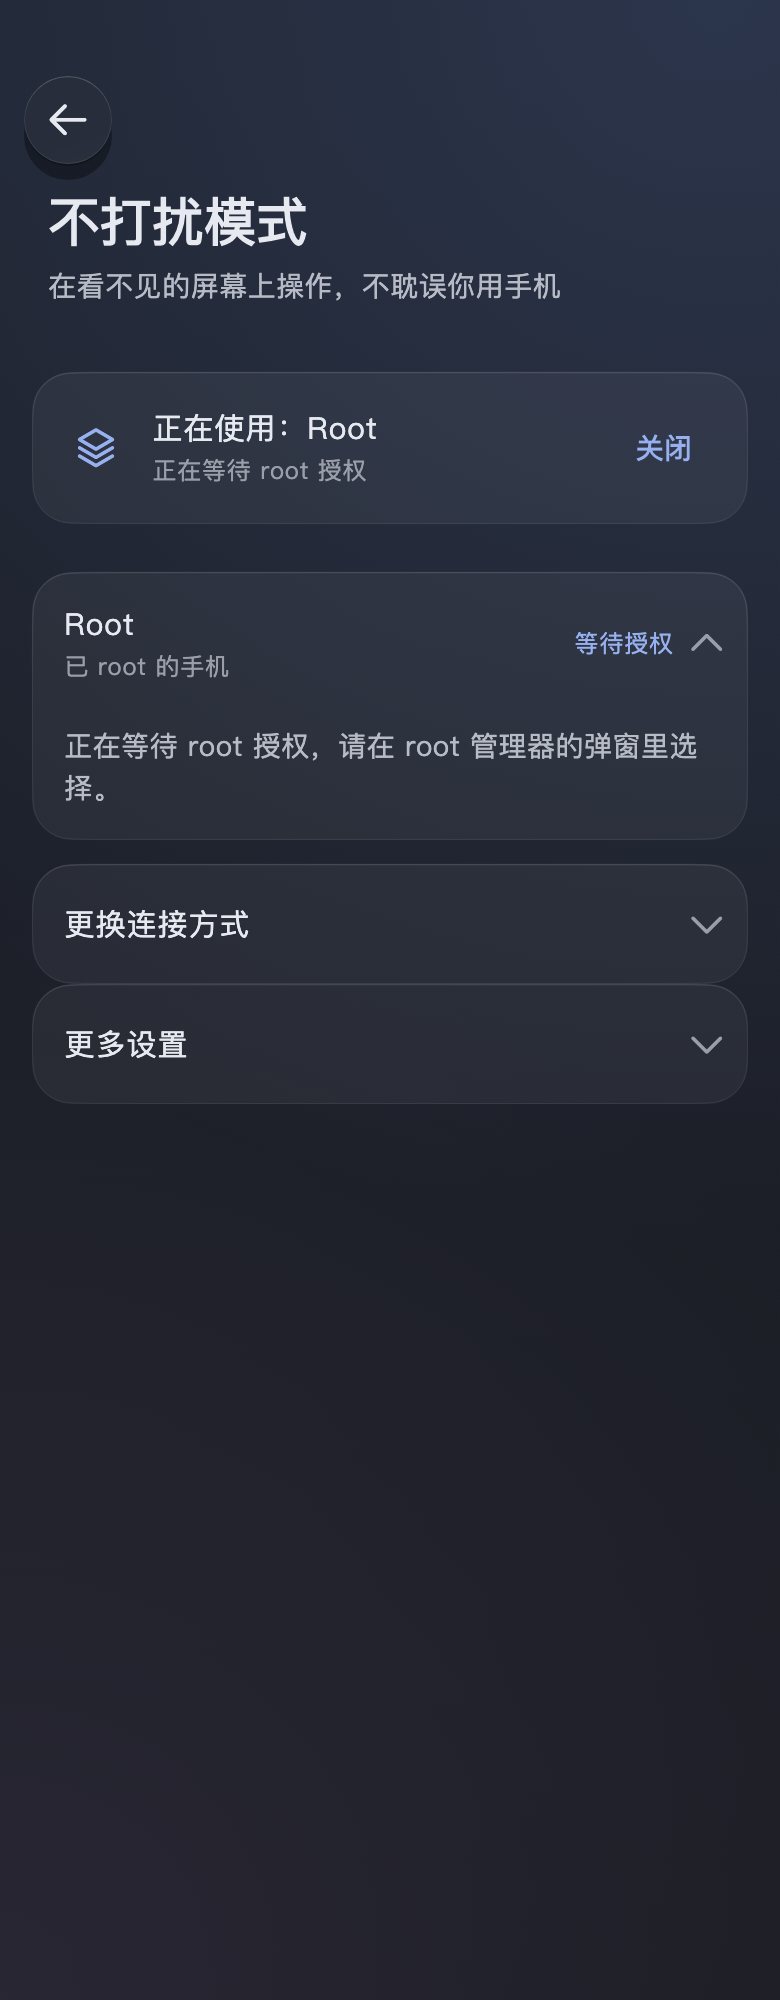 不打扰模式
在看不见的屏幕上操作，不耽误你用手机
正在使用：Root
正在等待 root 授权
关闭
Root
已 root 的手机
等待授权
正在等待 root 授权，请在 root 管理器的弹窗里选
择。
更换连接方式
更多设置